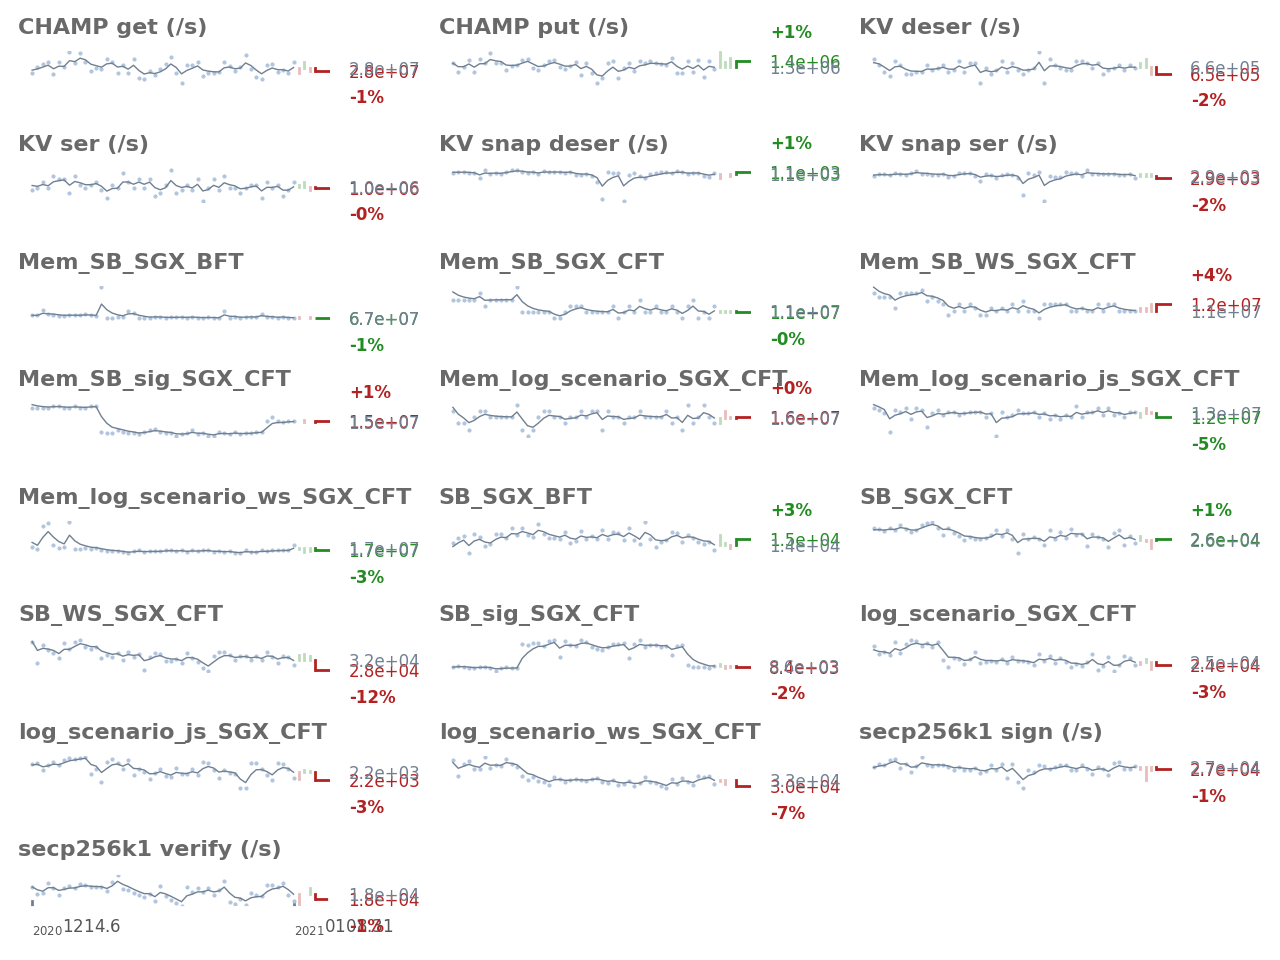 CHAMP get (/s)
2.8e+07
-1%
CHAMP put (/s)
+1%
1.4e+06
1.3e+06
KV deser (/s)
6.6e+05
6.5e+05
-2%
KV ser (/s)
1.0e+06
-0%
KV snap deser (/s)
+1%
1.1e+03
1.1e+03
KV snap ser (/s)
2.9e+03
2.9e+03
-2%
Mem_SB_SGX_BFT
6.7e+07
-1%
Mem_SB_SGX_CFT
1.1e+07
1.1e+07
-0%
Mem_SB_WS_SGX_CFT
+4%
1.2e+07
1.1e+07
Mem_SB_sig_SGX_CFT
+1%
1.5e+07
1.5e+07
Mem_log_scenario_SGX_CFT
+0%
1.6e+07
Mem_log_scenario_js_SGX_CFT
1.3e+07
1.2e+07
-5%
Mem_log_scenario_ws_SGX_CFT
1.7e+07
1.7e+07
-3%
SB_SGX_BFT
+3%
1.5e+04
1.4e+04
SB_SGX_CFT
+1%
2.6e+04
2.6e+04
SB_WS_SGX_CFT
3.2e+04
2.8e+04
-12%
SB_sig_SGX_CFT
8.6e+03
8.4e+03
-2%
log_scenario_SGX_CFT
2.5e+04
2.4e+04
-3%
log_scenario_js_SGX_CFT
2.2e+03
2.2e+03
-3%
log_scenario_ws_SGX_CFT
3.3e+04
3.0e+04
-7%
secp256k1 sign (/s)
2.7e+04
2.7e+04
-1%
secp256k1 verify (/s)
1.8e+04
1.8e+04
-1%
2020 1214.6
2021